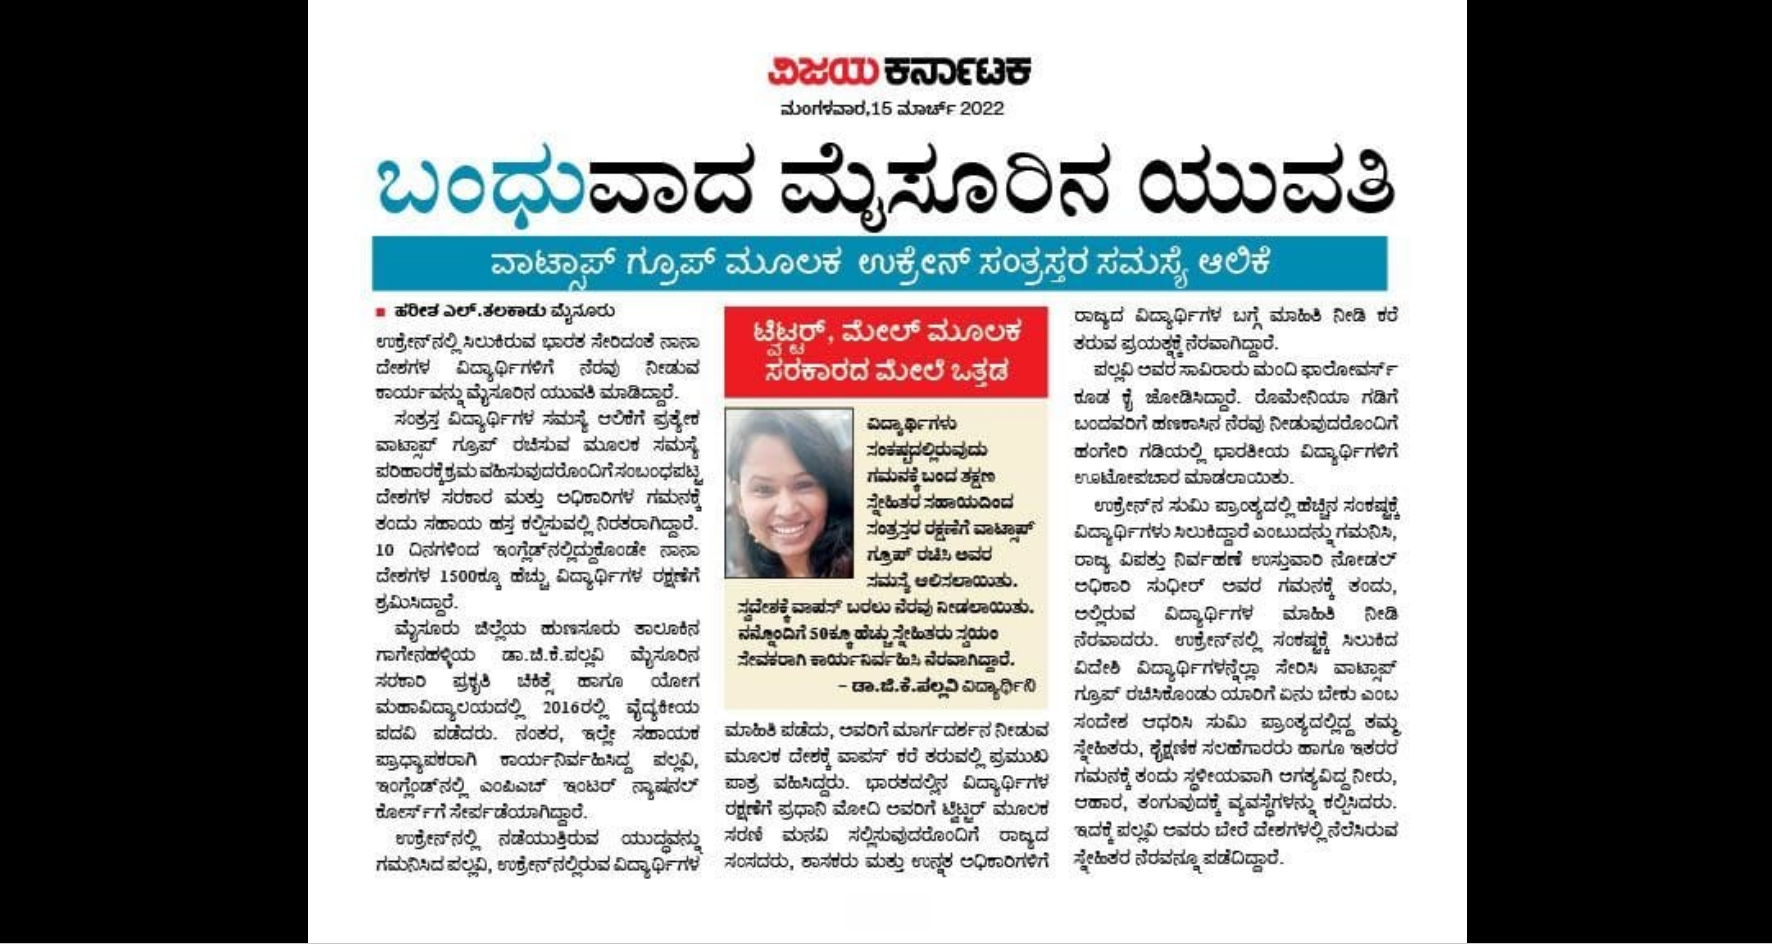 ವಿಜಯ ಕರ್ನಾಟಕ
ಮಂಗಳವಾರ,15 ಮಾರ್ಚ್ 2022
ಬಂಧುವಾದ ಮೈಸೂರಿನ ಯುವತಿ
ವಾಟ್ಸಾಪ್ ಗ್ರೂಪ್ ಮೂಲಕ ಉಕ್ರೇನ್ ಸಂತ್ರಸ್ತರ ಸಮಸ್ಯೆ ಆಲಿಕೆ
■ ಹರೀತ ಎಲ್.ತಲಕಾಡು ಮೈಸೂರು
ಉಕ್ರೇನ್‌ನಲ್ಲಿ ಸಿಲುಕಿರುವ ಭಾರತ ಸೇರಿದಂತೆ ನಾನಾ
ದೇಶಗಳ ವಿದ್ಯಾರ್ಥಿಗಳಿಗೆ ನೆರವು ನೀಡುವ
ಕಾರ್ಯವನ್ನು ಮೈಸೂರಿನ ಯುವತಿ ಮಾಡಿದ್ದಾರೆ.
ಸಂತ್ರಸ್ತ ವಿದ್ಯಾರ್ಥಿಗಳ ಸಮಸ್ಯೆ ಆಲಿಕೆಗೆ ಪ್ರತ್ಯೇಕ
ವಾಟ್ಸಾಪ್ ಗ್ರೂಪ್ ರಚಿಸುವ ಮೂಲಕ ಸಮಸ್ಯೆ
ಪರಿಹಾರಕ್ಕೆ ಕ್ರಮ ವಹಿಸುವುದರೊಂದಿಗೆ ಸಂಬಂಧಪಟ್ಟ
ದೇಶಗಳ ಸರಕಾರ ಮತ್ತು ಅಧಿಕಾರಿಗಳ ಗಮನಕ್ಕೆ
ತಂದು ಸಹಾಯ ಹಸ್ತ ಕಲ್ಪಿಸುವಲ್ಲಿ ನಿರತರಾಗಿದ್ದಾರೆ.
10 ದಿನಗಳಿಂದ ಇಂಗ್ಲೆಡ್‌ನಲ್ಲಿದ್ದುಕೊಂಡೇ ನಾನಾ
ದೇಶಗಳ 1500ಕ್ಕೂ ಹೆಚ್ಚು ವಿದ್ಯಾರ್ಥಿಗಳ ರಕ್ಷಣೆಗೆ
ಶ್ರಮಿಸಿದ್ದಾರೆ.
ಮೈಸೂರು ಜಿಲ್ಲೆಯ ಹುಣಸೂರು ತಾಲೂಕಿನ
ಗಾಗೇನಹಳ್ಳಿಯ ಡಾ.ಜಿ.ಕೆ.ಪಲ್ಲವಿ ಮೈಸೂರಿನ
ಸರಕಾರಿ ಪ್ರಕೃತಿ ಚಿಕಿತ್ಸೆ ಹಾಗೂ ಯೋಗ
ಮಹಾವಿದ್ಯಾಲಯದಲ್ಲಿ 2016ರಲ್ಲಿ ವೈದ್ಯಕೀಯ
ಪದವಿ ಪಡೆದರು. ನಂತರ, ಇಲ್ಲೇ ಸಹಾಯಕ
ಪ್ರಾಧ್ಯಾಪಕರಾಗಿ ಕಾರ್ಯನಿರ್ವಹಿಸಿದ್ದ ಪಲ್ಲವಿ,
ಇಂಗ್ಲೆಂಡ್‌ನಲ್ಲಿ ಎಂಪಿಎಚ್ ಇಂಟರ್ ನ್ಯಾಷನಲ್
ಕೋರ್ಸ್‌ಗೆ ಸೇರ್ಪಡೆಯಾಗಿದ್ದಾರೆ.
ಉಕ್ರೇನ್‌ನಲ್ಲಿ ನಡೆಯುತ್ತಿರುವ ಯುದ್ಧವನ್ನು
ಗಮನಿಸಿದ ಪಲ್ಲವಿ, ಉಕ್ರೇನ್‌ನಲ್ಲಿರುವ ವಿದ್ಯಾರ್ಥಿಗಳ
ಟ್ವಿಟ್ಟರ್, ಮೇಲ್ ಮೂಲಕ
ಸರಕಾರದ ಮೇಲೆ ಒತ್ತಡ
ವಿದ್ಯಾರ್ಥಿಗಳು
ಸಂಕಷ್ಟದಲ್ಲಿರುವುದು
ಗಮನಕ್ಕೆ ಬಂದ ತಕ್ಷಣ
ಸ್ನೇಹಿತರ ಸಹಾಯದಿಂದ
ಸಂತ್ರಸ್ತರ ರಕ್ಷಣೆಗೆ ವಾಟ್ಸಾಪ್
ಗ್ರೂಪ್ ರಚಿಸಿ ಅವರ
ಸಮಸ್ಯೆ ಆಲಿಸಲಾಯಿತು.
ಸ್ವದೇಶಕ್ಕೆ ವಾಪಸ್ ಬರಲು ನೆರವು ನೀಡಲಾಯಿತು.
ನನ್ನೊಂದಿಗೆ 50ಕ್ಕೂ ಹೆಚ್ಚು ಸ್ನೇಹಿತರು ಸ್ವಯಂ
ಸೇವಕರಾಗಿ ಕಾರ್ಯನಿರ್ವಹಿಸಿ ನೆರವಾಗಿದ್ದಾರೆ.
– ಡಾ.ಜಿ.ಕೆ.ಪಲ್ಲವಿ ವಿದ್ಯಾರ್ಥಿನಿ
ಮಾಹಿತಿ ಪಡೆದು, ಅವರಿಗೆ ಮಾರ್ಗದರ್ಶನ ನೀಡುವ
ಮೂಲಕ ದೇಶಕ್ಕೆ ವಾಪಸ್ ಕರೆ ತರುವಲ್ಲಿ ಪ್ರಮುಖ
ಪಾತ್ರ ವಹಿಸಿದ್ದರು. ಭಾರತದಲ್ಲಿನ ವಿದ್ಯಾರ್ಥಿಗಳ
ರಕ್ಷಣೆಗೆ ಪ್ರಧಾನಿ ಮೋದಿ ಅವರಿಗೆ ಟ್ವಿಟ್ಟರ್ ಮೂಲಕ
ಸರಣಿ ಮನವಿ ಸಲ್ಲಿಸುವುದರೊಂದಿಗೆ ರಾಜ್ಯದ
ಸಂಸದರು, ಶಾಸಕರು ಮತ್ತು ಉನ್ನತ ಅಧಿಕಾರಿಗಳಿಗೆ
ರಾಜ್ಯದ ವಿದ್ಯಾರ್ಥಿಗಳ ಬಗ್ಗೆ ಮಾಹಿತಿ ನೀಡಿ ಕರೆ
ತರುವ ಪ್ರಯತ್ನಕ್ಕೆ ನೆರವಾಗಿದ್ದಾರೆ.
ಪಲ್ಲವಿ ಅವರ ಸಾವಿರಾರು ಮಂದಿ ಫಾಲೋವರ್ಸ್
ಕೂಡ ಕೈ ಜೋಡಿಸಿದ್ದಾರೆ. ರೊಮೇನಿಯಾ ಗಡಿಗೆ
ಬಂದವರಿಗೆ ಹಣಕಾಸಿನ ನೆರವು ನೀಡುವುದರೊಂದಿಗೆ
ಹಂಗೇರಿ ಗಡಿಯಲ್ಲಿ ಭಾರತೀಯ ವಿದ್ಯಾರ್ಥಿಗಳಿಗೆ
ಊಟೋಪಚಾರ ಮಾಡಲಾಯಿತು.
ಉಕ್ರೇನ್‌ನ ಸುಮಿ ಪ್ರಾಂತ್ಯದಲ್ಲಿ ಹೆಚ್ಚಿನ ಸಂಕಷ್ಟಕ್ಕೆ
ವಿದ್ಯಾರ್ಥಿಗಳು ಸಿಲುಕಿದ್ದಾರೆ ಎಂಬುದನ್ನು ಗಮನಿಸಿ,
ರಾಜ್ಯ ವಿಪತ್ತು ನಿರ್ವಹಣೆ ಉಸ್ತುವಾರಿ ನೋಡಲ್
ಅಧಿಕಾರಿ ಸುಧೀರ್ ಅವರ ಗಮನಕ್ಕೆ ತಂದು,
ಅಲ್ಲಿರುವ ವಿದ್ಯಾರ್ಥಿಗಳ ಮಾಹಿತಿ ನೀಡಿ
ನೆರವಾದರು. ಉಕ್ರೇನ್‌ನಲ್ಲಿ ಸಂಕಷ್ಟಕ್ಕೆ ಸಿಲುಕಿದ
ವಿದೇಶಿ ವಿದ್ಯಾರ್ಥಿಗಳನ್ನೆಲ್ಲಾ ಸೇರಿಸಿ ವಾಟ್ಸಾಪ್
ಗ್ರೂಪ್ ರಚಿಸಿಕೊಂಡು ಯಾರಿಗೆ ಏನು ಬೇಕು ಎಂಬ
ಸಂದೇಶ ಆಧರಿಸಿ ಸುಮಿ ಪ್ರಾಂತ್ಯದಲ್ಲಿದ್ದ ತಮ್ಮ
ಸ್ನೇಹಿತರು, ಶೈಕ್ಷಣಿಕ ಸಲಹೆಗಾರರು ಹಾಗೂ ಇತರರ
ಗಮನಕ್ಕೆ ತಂದು ಸ್ಥಳೀಯವಾಗಿ ಅಗತ್ಯವಿದ್ದ ನೀರು,
ಆಹಾರ, ತಂಗುವುದಕ್ಕೆ ವ್ಯವಸ್ಥೆಗಳನ್ನು ಕಲ್ಪಿಸಿದರು.
ಇದಕ್ಕೆ ಪಲ್ಲವಿ ಅವರು ಬೇರೆ ದೇಶಗಳಲ್ಲಿ ನೆಲೆಸಿರುವ
ಸ್ನೇಹಿತರ ನೆರವನ್ನೂ ಪಡೆದಿದ್ದಾರೆ.